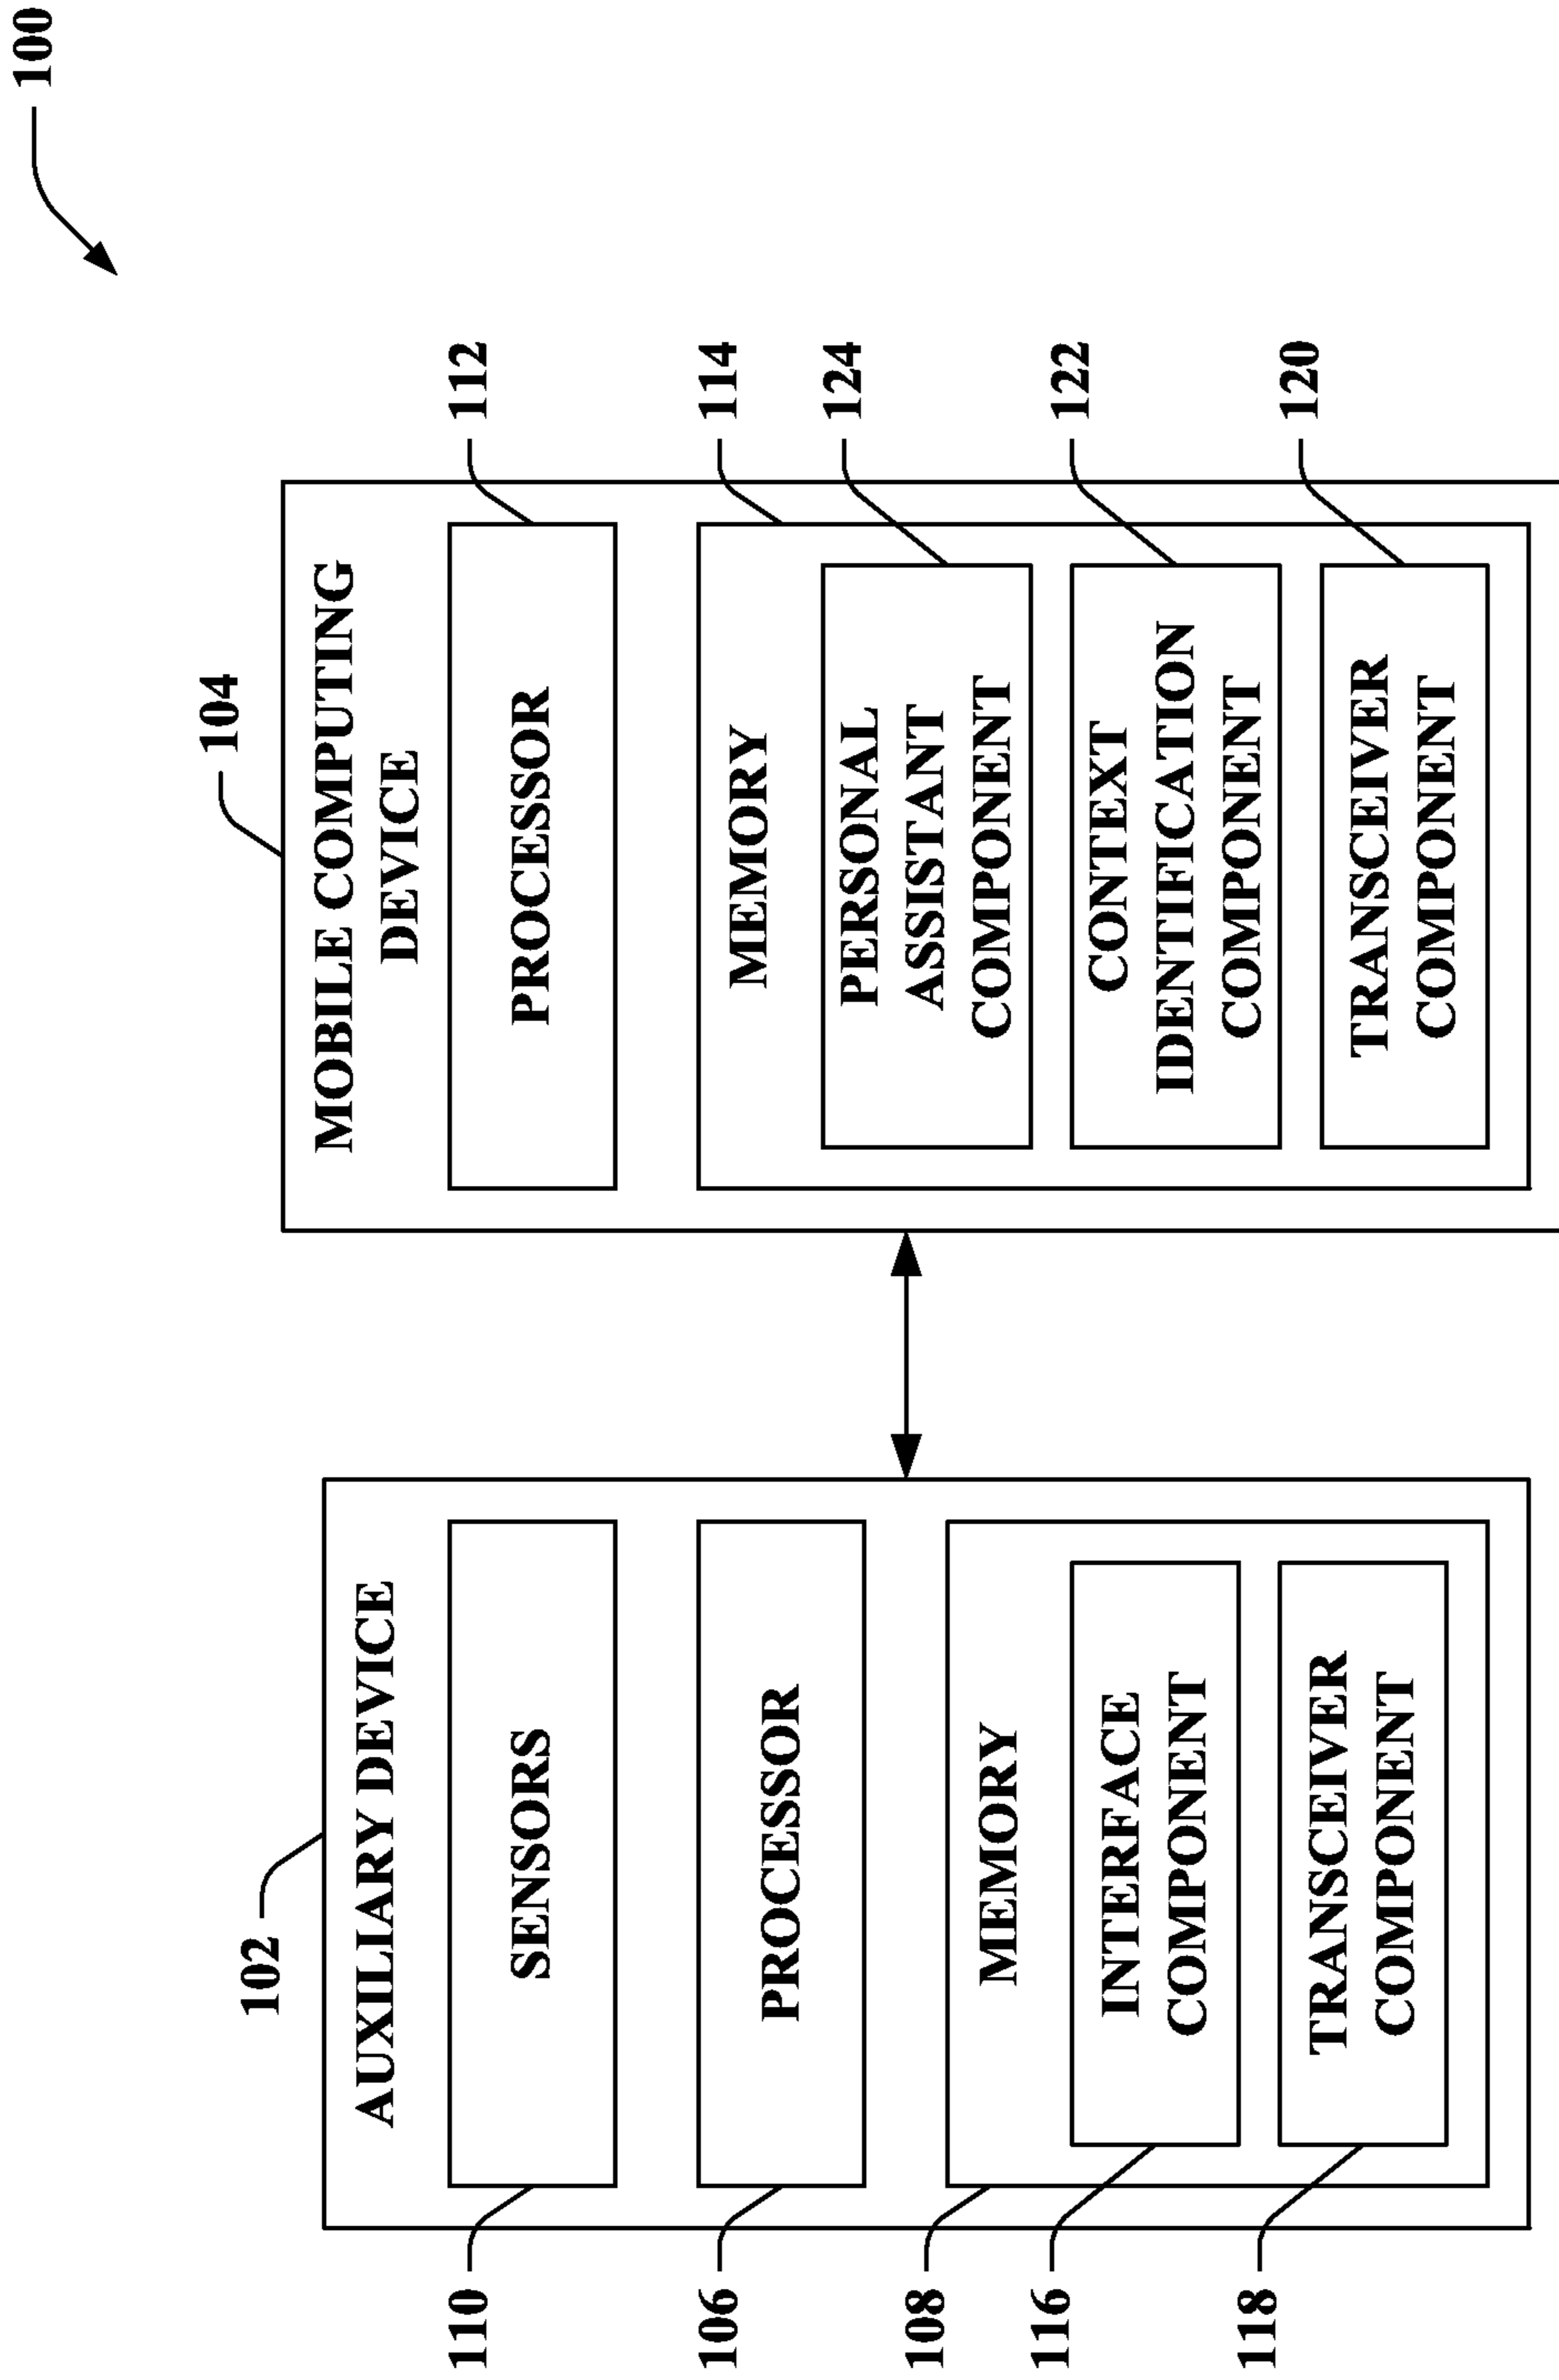 100
102
AUXILIARY DEVICE
110
SENSORS
106
PROCESSOR
108
MEMORY
116
INTERFACE
COMPONENT
118
TRANSCEIVER
COMPONENT
104
MOBILE COMPUTING
DEVICE
112
PROCESSOR
114
MEMORY
124
PERSONAL
ASSISTANT
COMPONENT
122
CONTEXT
IDENTIFICATION
COMPONENT
120
TRANSCEIVER
COMPONENT